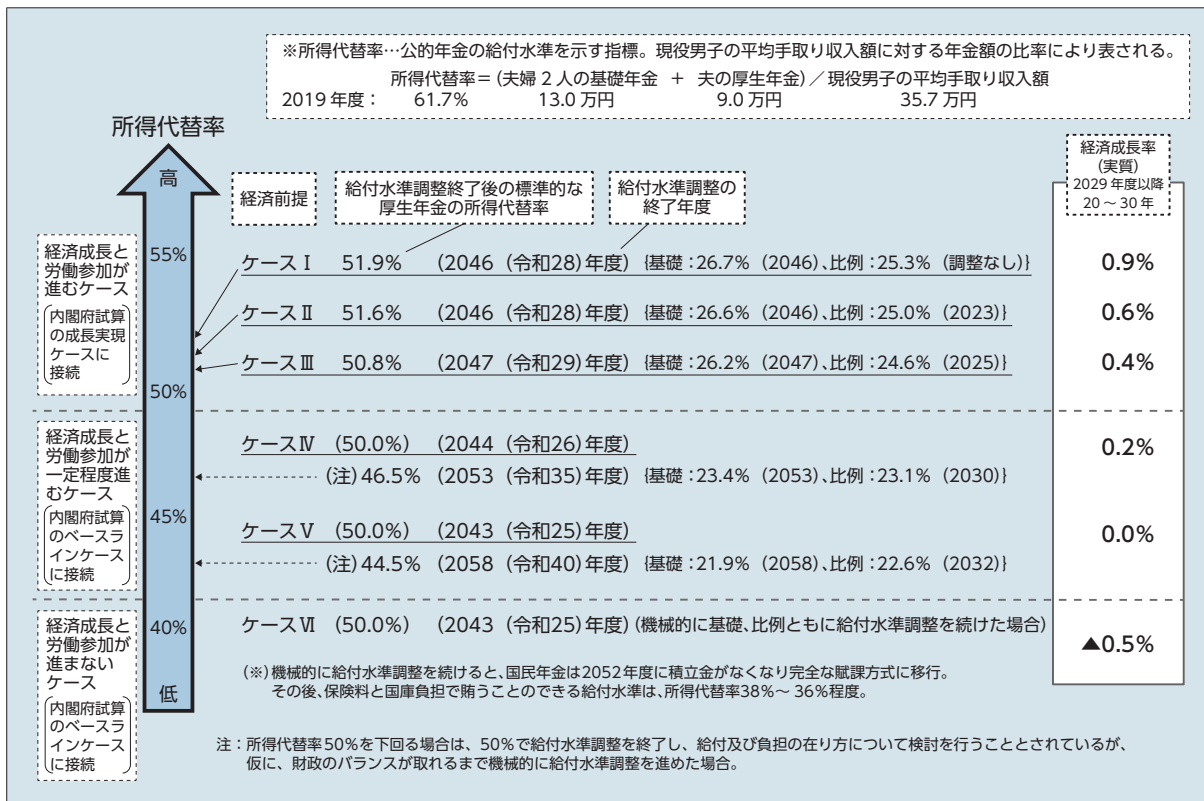 ※所得代替率…公的年金の給付水準を示す指標。現役男子の平均手取り収入額に対する年金額の比率により表される。
所得代替率＝(夫婦２人の基礎年金　＋　夫の厚生年金)／現役男子の平均手取り収入額
2019年度：　61.7%　13.0万円　9.0万円　35.7万円
所得代替率
高
経済前提
給付水準調整終了後の標準的な
厚生年金の所得代替率
給付水準調整の
終了年度
経済成長率
(実質)
2029年度以降
20～30年
経済成長と
労働参加が
進むケース
内閣府試算
の成長実現
ケースに
接続
55%
ケースⅠ　51.9%　(2046（令和28）年度)　{基礎：26.7%（2046）、比例：25.3%（調整なし）}　0.9%
ケースⅡ　51.6%　(2046（令和28）年度)　{基礎：26.6%（2046）、比例：25.0%（2023）}　0.6%
ケースⅢ　50.8%　(2047（令和29）年度)　{基礎：26.2%（2047）、比例：24.6%（2025）}　0.4%
50%
経済成長と
労働参加が
一定程度進
むケース
内閣府試算
のベースラ
インケース
に接続
ケースⅣ　(50.0%)　(2044（令和26）年度)　0.2%
(注)46.5%　(2053（令和35）年度)　{基礎：23.4%（2053）、比例：23.1%（2030）}
45%
ケースⅤ　(50.0%)　(2043（令和25）年度)　0.0%
(注)44.5%　(2058（令和40）年度)　{基礎：21.9%（2058）、比例：22.6%（2032）}
経済成長と
労働参加が
進まない
ケース
内閣府試算
のベースラ
インケース
に接続
40%
ケースⅥ　(50.0%)　(2043（令和25）年度)（機械的に基礎、比例ともに給付水準調整を続けた場合）　▲0.5%
低
(※)機械的に給付水準調整を続けると、国民年金は2052年度に積立金がなくなり完全な賦課方式に移行。
その後、保険料と国庫負担で賄うことのできる給付水準は、所得代替率38%～36%程度。
注：所得代替率50%を下回る場合は、50%で給付水準調整を終了し、給付及び負担の在り方について検討を行うこととされているが、
仮に、財政のバランスが取れるまで機械的に給付水準調整を進めた場合。